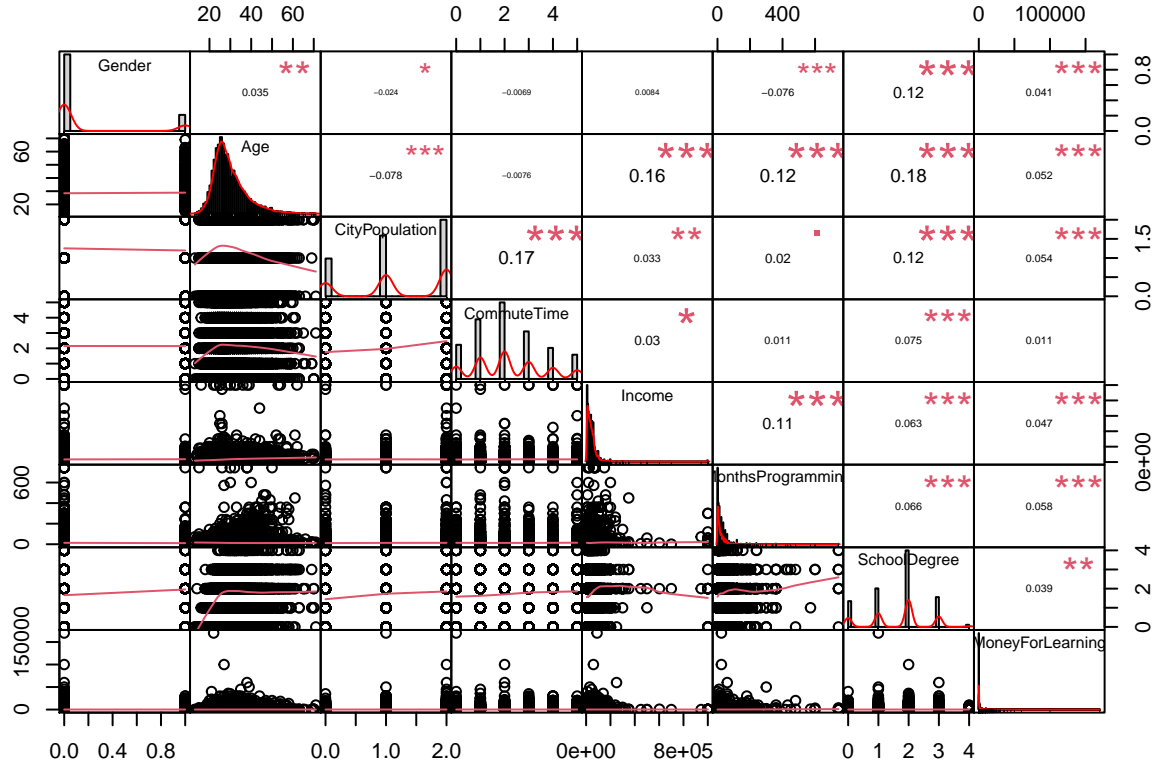 20 40 60 0 2 4 0 400 0 100000
Gender ** * *** *** ***
0.035 −0.024 −0.0069 0.0084 −0.076 0.12 0.041
0.0 0.8
20 60
Age *** *** *** *** ***
−0.078 −0.0076 0.16 0.12 0.18 0.052
CityPopulation *** ** *** ***
0.17 0.033 0.02 0.12 0.054
0.0 1.5
0 2 4
CommuteTime * *** ***
0.03 0.011 0.075 0.011
Income *** *** ***
0.11 0.063 0.047
0e+00
0 600
onthsProgrammin *** ***
0.066 0.058
SchoolDegree **
0.039
0 2 4
0 150000
MoneyForLearning
0.0 0.4 0.8 0.0 1.0 2.0 0e+00 8e+05 0 1 2 3 4